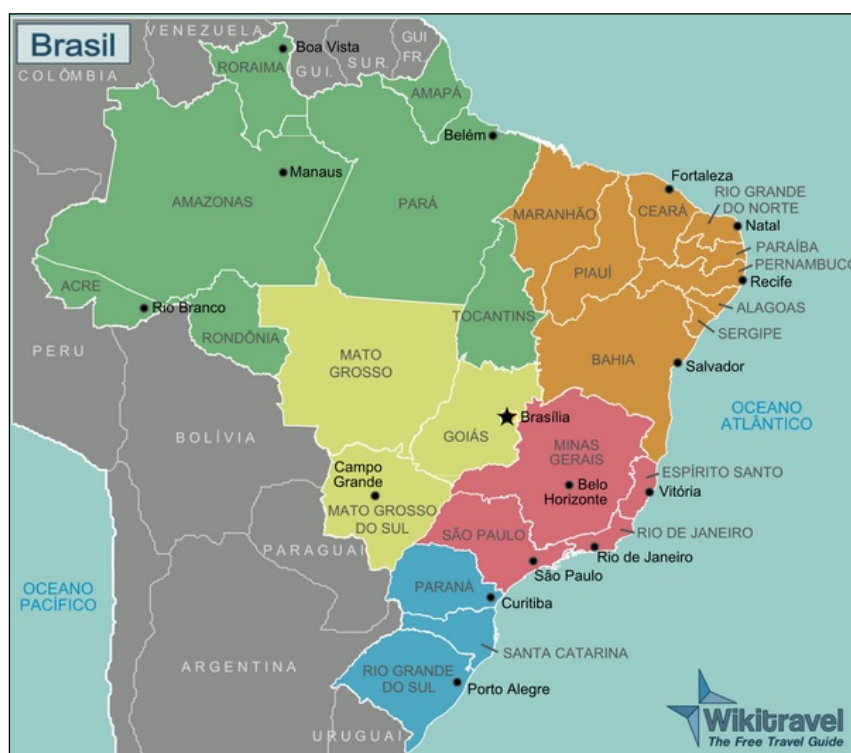 Brasil
VENEZUELA
COLÔMBIA
Boa Vista
RORAIMA
GUI.
SUR.
GUI
FR.
AMAPÁ
Belém
Manaus
AMAZONAS
PARÁ
Fortaleza
RIO GRANDE
DO NORTE
MARANHÃO
CEARÁ
Natal
PARAÍBA
PIAUÍ
PERNAMBUCO
Recife
ACRE
Rio Branco
ALAGOAS
TOCANTINS
SERGIPE
RONDÔNIA
PERU
MATO
GROSSO
BAHIA
Salvador
OCEANO
ATLÂNTICO
Brasília
GOIÁS
BOLÍVIA
MINAS
GERAIS
Campo
Grande
ESPÍRITO SANTO
Belo
Horizonte
Vitória
MATO GROSSO
DO SUL
SÃO PAULO
RIO DE JANEIRO
PARAGUAI
Rio de Janeiro
São Paulo
OCEANO
PACÍFICO
PARANÁ
Curitiba
SANTA CATARINA
ARGENTINA
RIO GRANDE
DO SUL
Porto Alegre
URUGUAI
Wikitravel
The Free Travel Guide